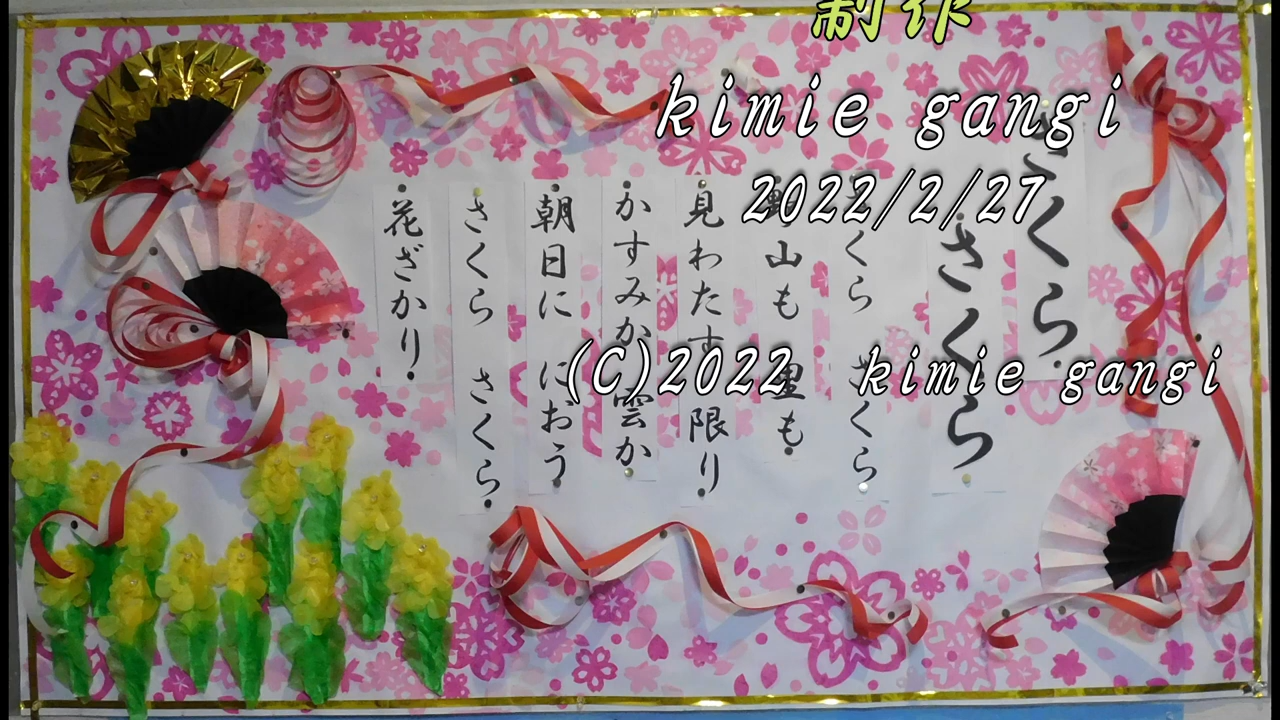 制作
kimie gangi
2022/2/27
(C)2022 kimie gangi
さくら
さくら
さくら さくら
山も 里も
見わたす限り
かすみか 雲か
朝日に におう
さくら さくら
花ざかり